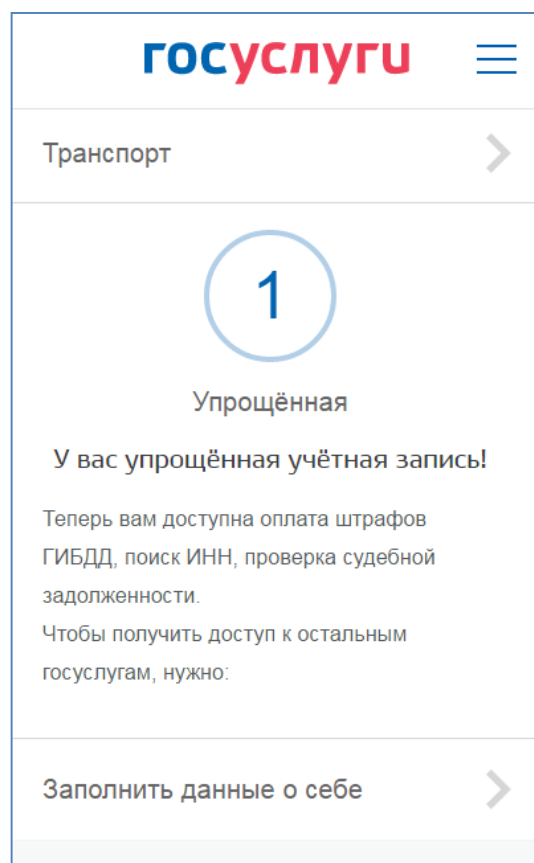 госуслуги
Транспорт
1
Упрощённая
У вас упрощённая учётная запись!
Теперь вам доступна оплата штрафов
ГИБДД, поиск ИНН, проверка судебной
задолженности.
Чтобы получить доступ к остальным
госуслугам, нужно:
Заполнить данные о себе